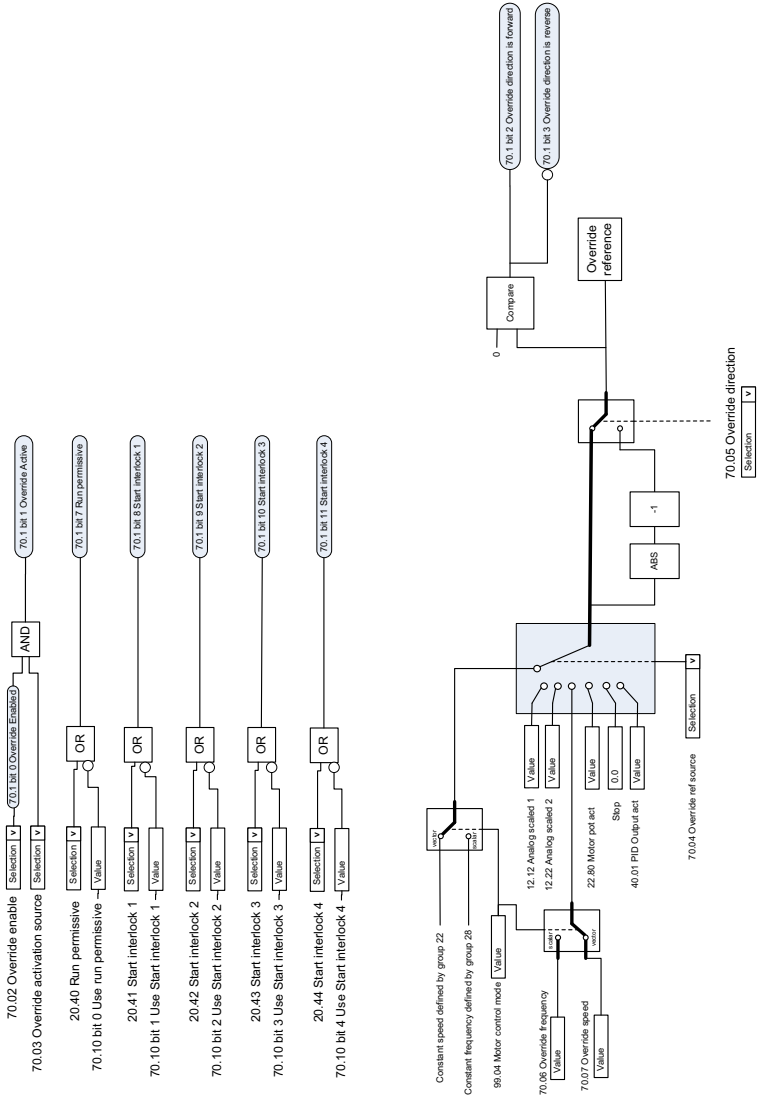 70.02 Override enable
Selection v
70.1 bit 0 Override Enabled
AND
70.1 bit 1 Override Active
70.03 Override activation source
Selection v
20.40 Run permissive
Selection v
OR
70.1 bit 7 Run permissive
70.10 bit 0 Use run permissive
Value
20.41 Start interlock 1
Selection v
OR
70.1 bit 8 Start interlock 1
70.10 bit 1 Use Start interlock 1
Value
20.42 Start interlock 2
Selection v
OR
70.1 bit 9 Start interlock 2
70.10 bit 2 Use Start interlock 2
Value
20.43 Start interlock 3
Selection v
OR
70.1 bit 10 Start interlock 3
70.10 bit 3 Use Start interlock 3
Value
20.44 Start interlock 4
Selection v
OR
70.1 bit 11 Start interlock 4
70.10 bit 4 Use Start interlock 4
Value
Constant speed defined by group 22
vector
Constant frequency defined by group 28
scalar
99.04 Motor control mode
Value
12.12 Analog scaled 1
Value
12.22 Analog scaled 2
Value
70.06 Override frequency
Value
scalar
70.07 Override speed
Value
vector
22.80 Motor pot act
Value
Stop
0.0
40.01 PID Output act
Value
70.04 Override ref source
Selection v
ABS
-1
70.05 Override direction
Selection v
0
Compare
Override
reference
70.1 bit 2 Override direction is forward
70.1 bit 3 Override direction is reverse